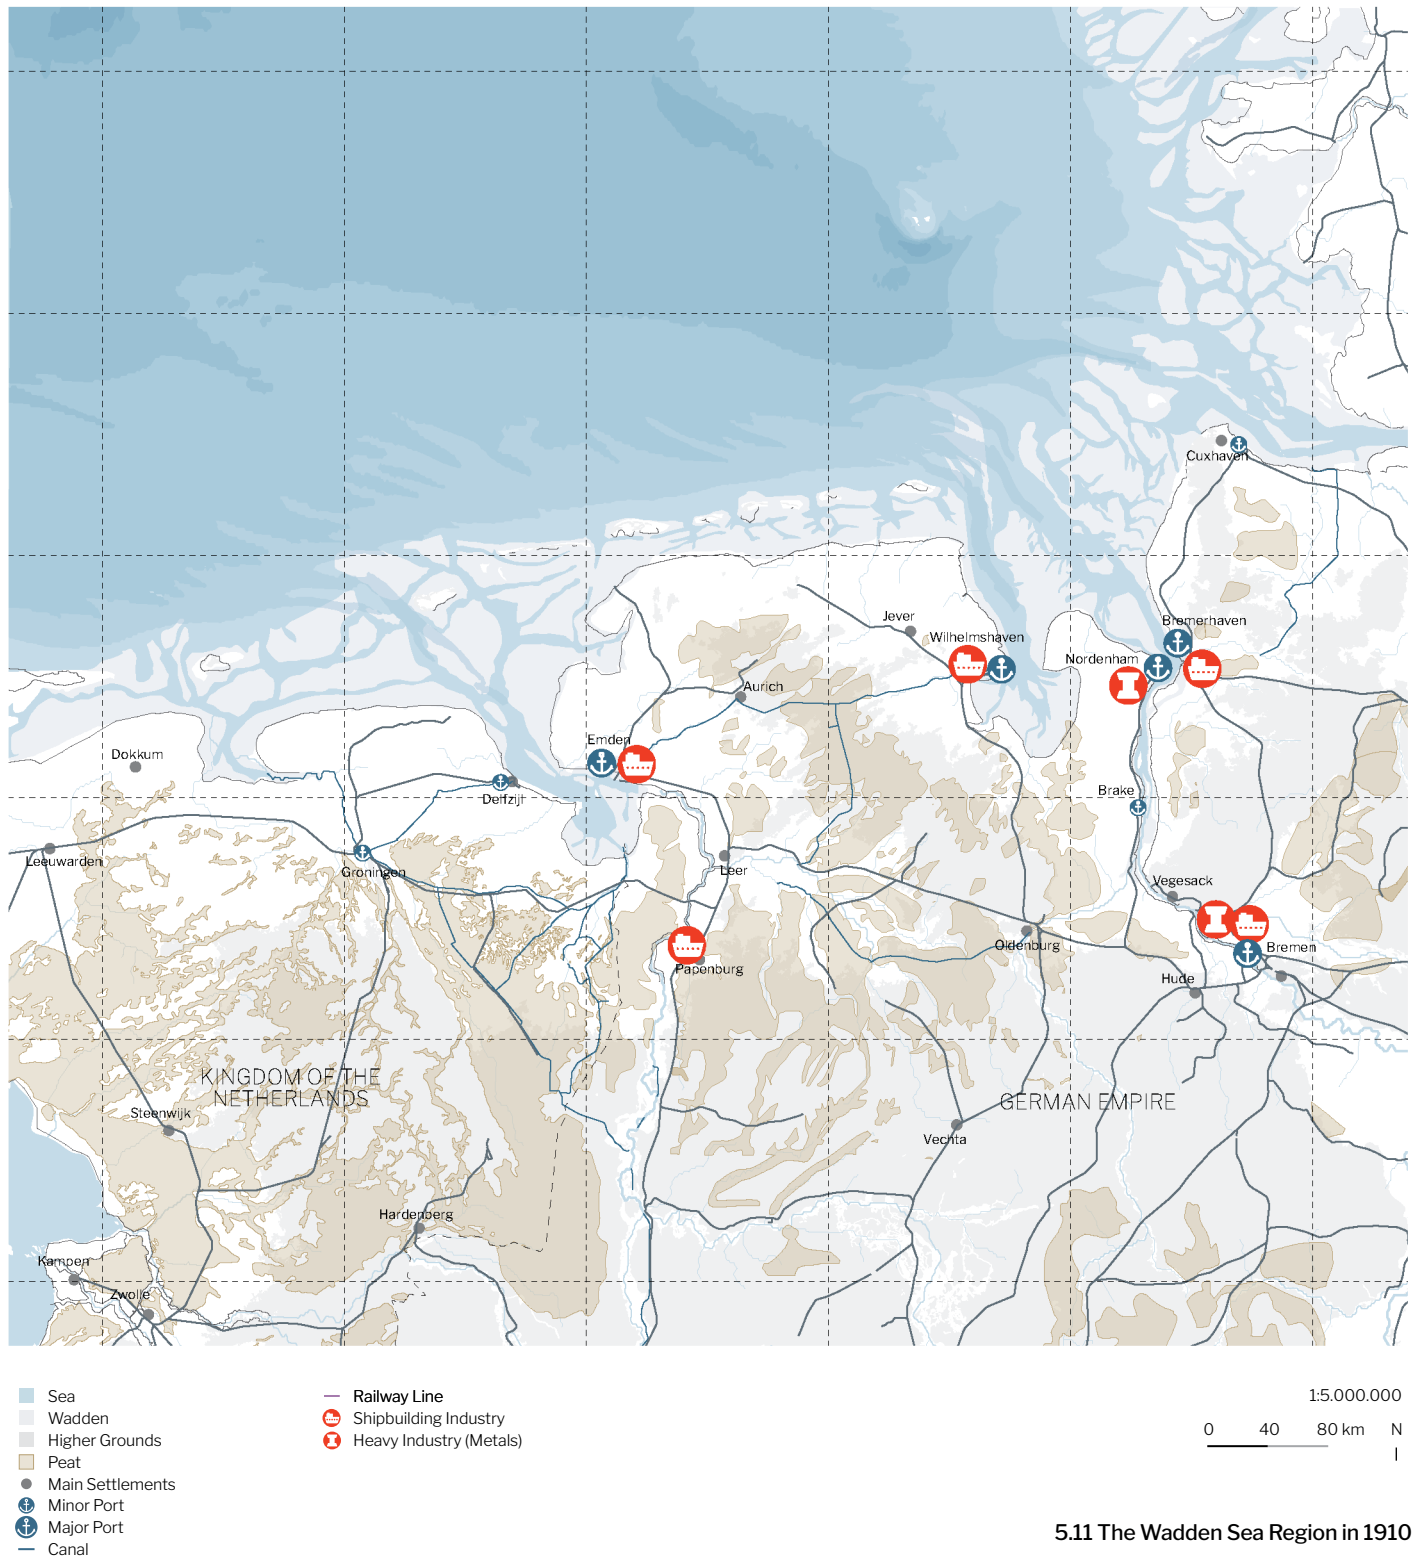 Cuxhaven
Jever
Bremerhaven
Wilhelmshaven
Nordenham
Aurich
Emden
Dokkum
Delfzijl
Brake
Leeuwarden
Groningen
Leer
Vegesack
Oldenburg
Bremen
Papenburg
Hude
KINGDOM OF THE
NETHERLANDS
GERMAN EMPIRE
Steenwijk
Vechta
Hardenberg
Kampen
Zwolle
Sea
Wadden
Higher Grounds
Peat
Main Settlements
Minor Port
Major Port
Canal
Railway Line
Shipbuilding Industry
Heavy Industry (Metals)
1:5.000.000
0 40 80 km N
5.11 The Wadden Sea Region in 1910